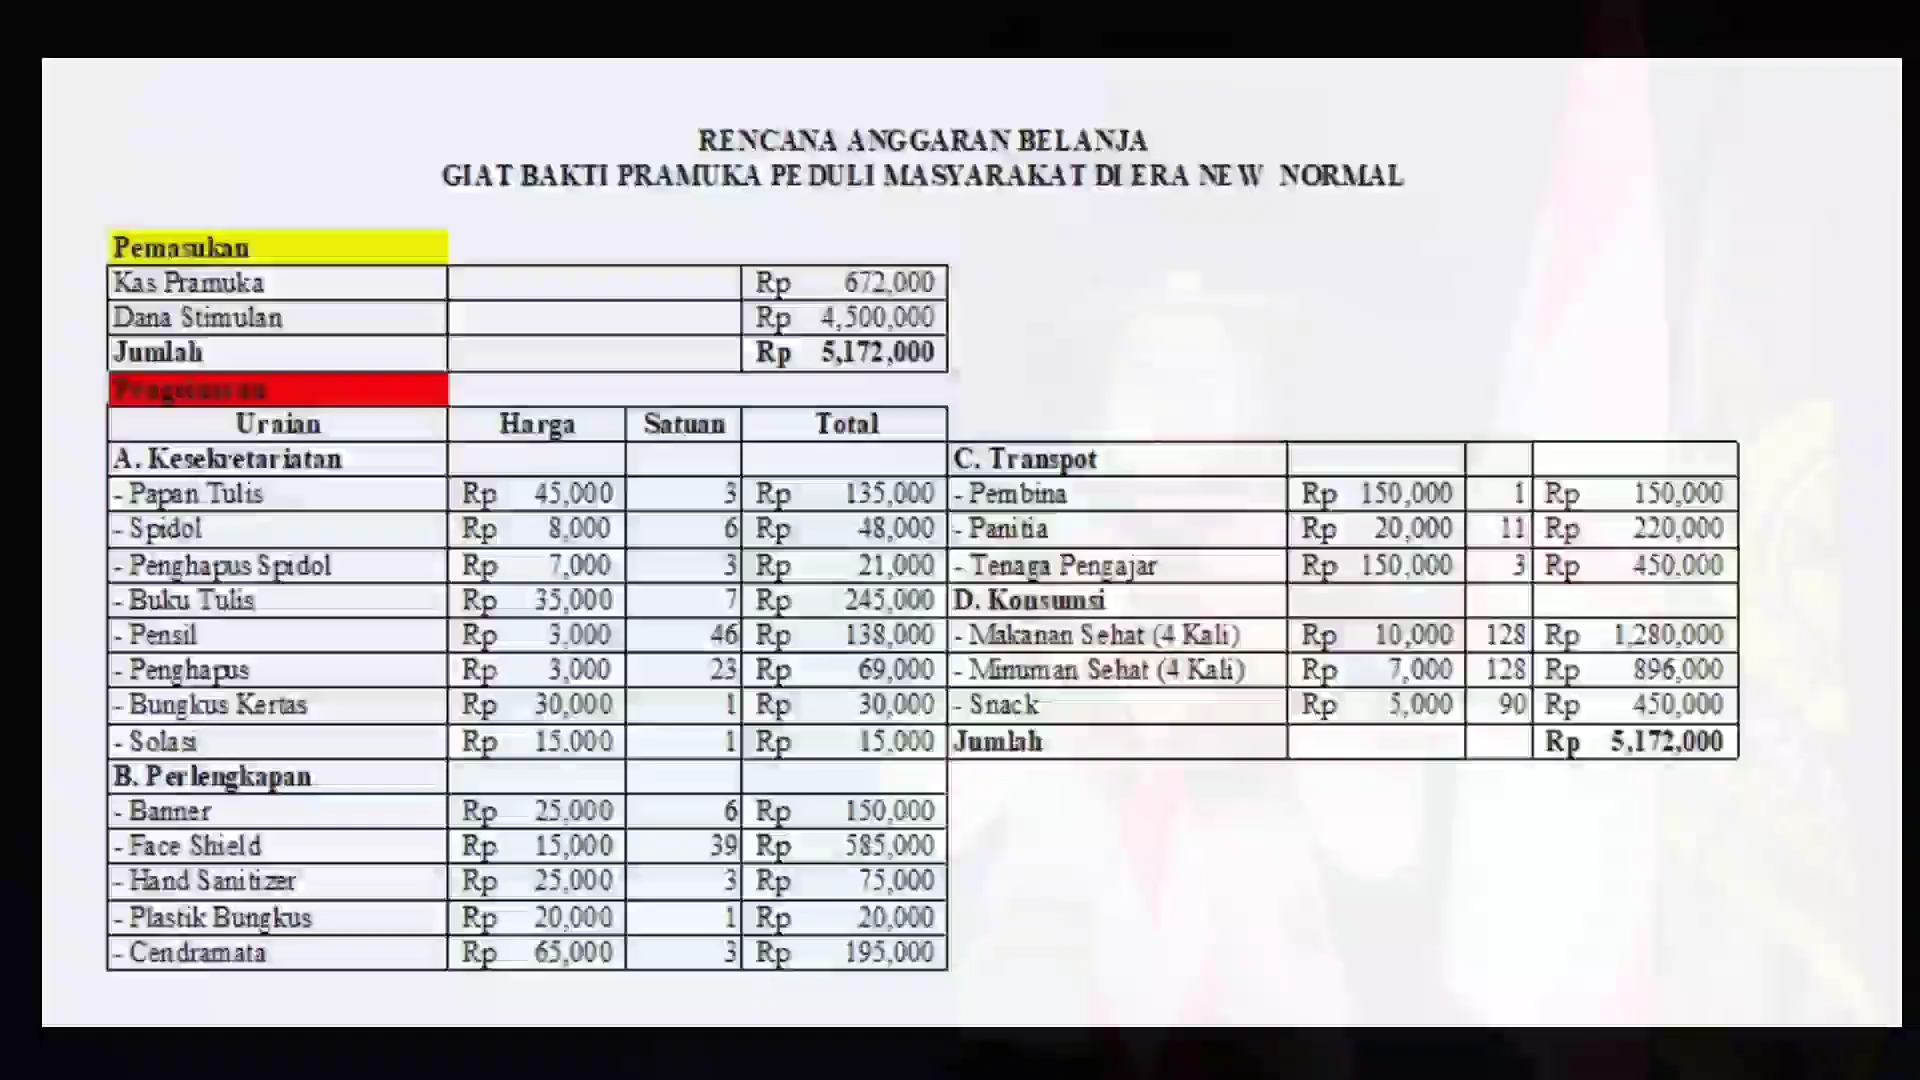 RENCANA ANGGARAN BELANJA
GIAT BAKTI PRAMUKA PEDULI MASYARAKAT DI ERA NEW NORMAL
Pemasukan
Kas Pramuka Rp 672,000
Dana Stimulan Rp 4,500,000
Jumlah Rp 5,172,000
Pengeluaran
Uraian Harga Satuan Total
A. Kesekretariatan
- Papan Tulis Rp 45,000 3 Rp 135,000
- Spidol Rp 8,000 6 Rp 48,000
- Penghapus Spidol Rp 7,000 3 Rp 21,000
- Buku Tulis Rp 35,000 7 Rp 245,000
- Pensil Rp 3,000 46 Rp 138,000
- Penghapus Rp 3,000 23 Rp 69,000
- Bungkus Kertas Rp 30,000 1 Rp 30,000
- Solasi Rp 15,000 1 Rp 15,000
B. Perlengkapan
- Banner Rp 25,000 6 Rp 150,000
- Face Shield Rp 15,000 39 Rp 585,000
- Hand Sanitizer Rp 25,000 3 Rp 75,000
- Plastik Bungkus Rp 20,000 1 Rp 20,000
- Cendramata Rp 65,000 3 Rp 195,000
C. Transpot
- Pembina Rp 150,000 1 Rp 150,000
- Panitia Rp 20,000 11 Rp 220,000
- Tenaga Pengajar Rp 150,000 3 Rp 450,000
D. Konsumsi
- Makanan Sehat (4 Kali) Rp 10,000 128 Rp 1,280,000
- Minuman Sehat (4 Kali) Rp 7,000 128 Rp 896,000
- Snack Rp 5,000 90 Rp 450,000
Jumlah Rp 5,172,000